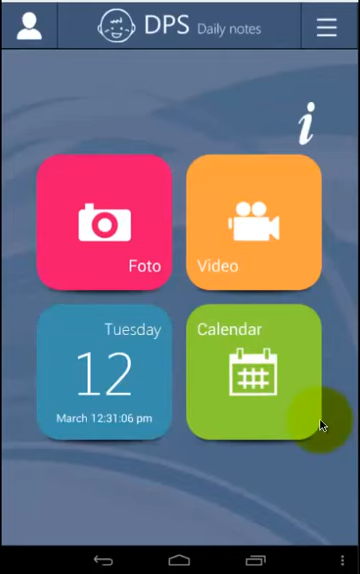 DPS Daily notes
i
Foto
Video
Tuesday
12
March 12:31:06 pm
Calendar